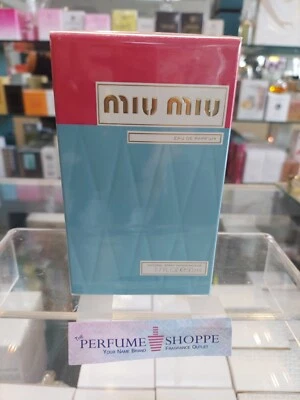 miu miu
EAU DE PARFUM
the
PERFUME SHOPPE
YOUR NAME BRAND FRAGRANCE OUTLET